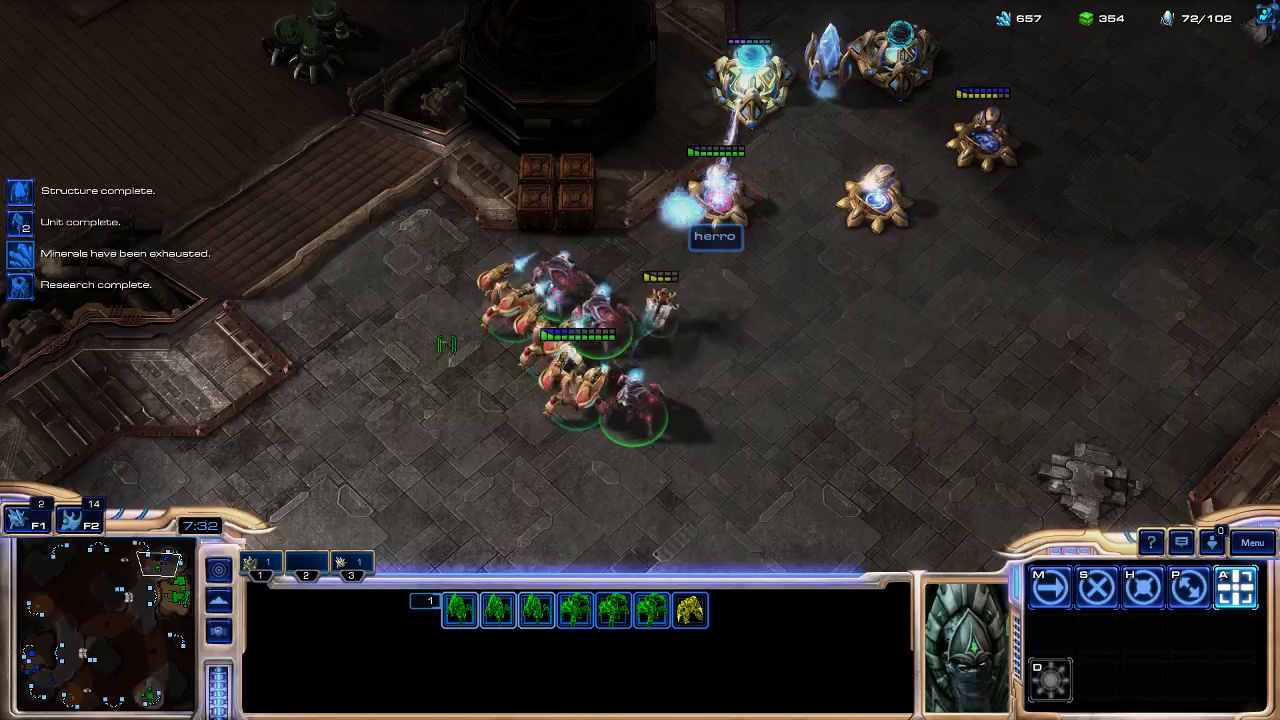 657 354 72/102
Structure complete.
2 Unit complete.
Minerals have been exhausted.
Research complete.
herro
2 14
F1 F2
7:32
0
? Menu
1 1
1 2 3
1
M S H P A
D